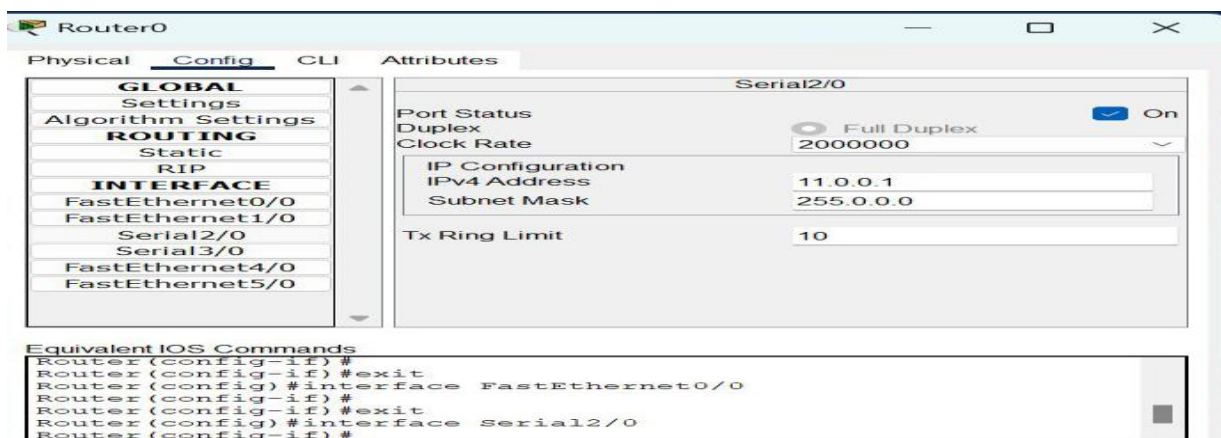 Router0
Physical Config CLI Attributes
GLOBAL
Settings
Algorithm Settings
ROUTING
Static
RIP
INTERFACE
FastEthernet0/0
FastEthernet1/0
Serial2/0
Serial3/0
FastEthernet4/0
FastEthernet5/0
Serial2/0
Port Status On
Duplex Full Duplex
Clock Rate 2000000
IP Configuration
IPv4 Address 11.0.0.1
Subnet Mask 255.0.0.0
Tx Ring Limit 10
Equivalent IOS Commands
Router(config-if)#
Router(config-if)#exit
Router(config)#interface FastEthernet0/0
Router(config-if)#
Router(config-if)#exit
Router(config)#interface Serial2/0
Router(config-if)#